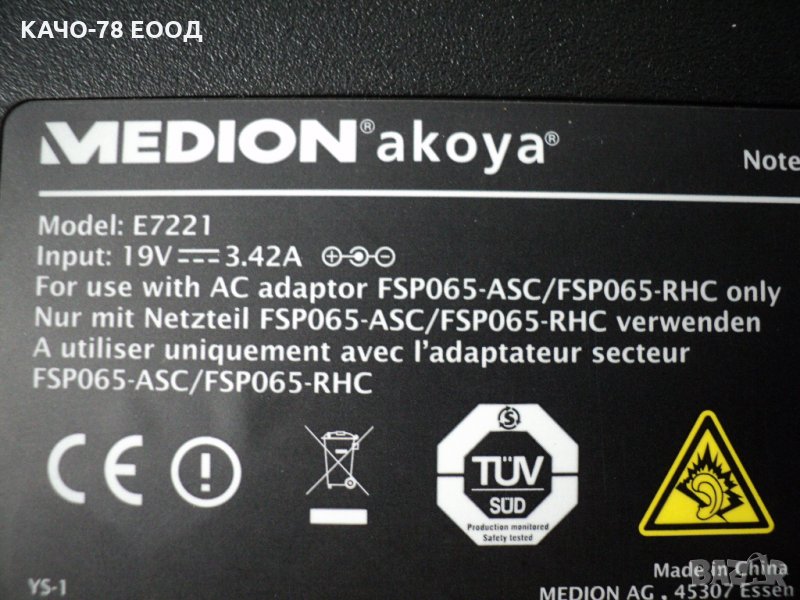 КАЧО-78 ЕООД
MEDION® akoya®
Note
Model: E7221
Input: 19V 3.42A
For use with AC adaptor FSP065-ASC/FSP065-RHC only
Nur mit Netzteil FSP065-ASC/FSP065-RHC verwenden
A utiliser uniquement avec l'adaptateur secteur
FSP065-ASC/FSP065-RHC
CE
TÜV
SÜD
Production monitored
Safety tested
Made in China
YS-1
MEDION AG , 45307 Essen
BAZAR